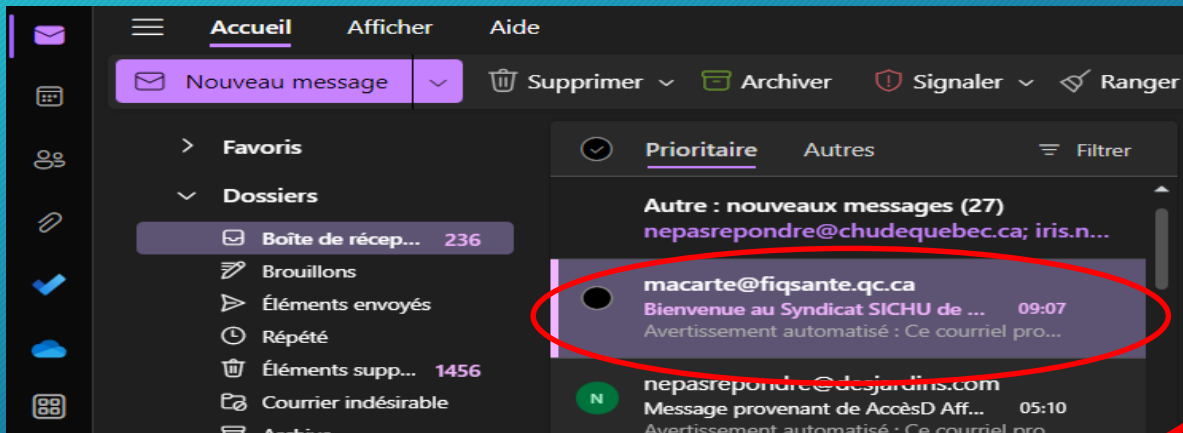 Accueil Afficher Aide
Nouveau message Supprimer Archiver Signaler Ranger
Favoris
Dossiers
Boîte de récep... 236
Brouillons
Éléments envoyés
Répété
Éléments supp... 1456
Courrier indésirable
Prioritaire Autres Filtrer
Autre : nouveaux messages (27)
nepasrepondre@chudequebec.ca; iris.n...
macarte@fiqsante.qc.ca
Bienvenue au Syndicat SICHU de ... 09:07
Avertissement automatisé : Ce courriel pro...
nepasrepondre@desjardins.com
N
Message provenant de AccèsD Aff... 05:10
Avertissement automatisé : Ce courriel pro...